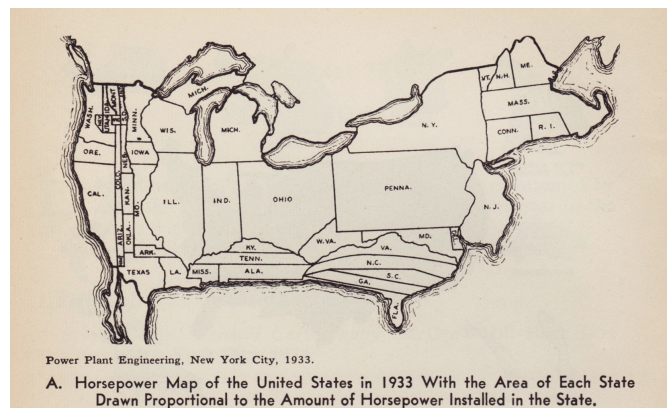 MICH.
WASH.
MONT.
MINN.
WIS.
MICH.
VT.
N.H.
ME.
N.Y.
MASS.
CONN.
R.I.
ORE.
IOWA
NEB.
CAL.
COLO.
KAN.
MO.
ILL.
IND.
OHIO
PENNA.
N.J.
ARIZ.
OKLA.
W.VA.
MD.
VA.
KY.
TENN.
N.C.
S.C.
GA.
ARK.
TEXAS
LA.
MISS.
ALA.
FLA.
Power Plant Engineering, New York City, 1933.
A. Horsepower Map of the United States in 1933 With the Area of Each State
Drawn Proportional to the Amount of Horsepower Installed in the State.